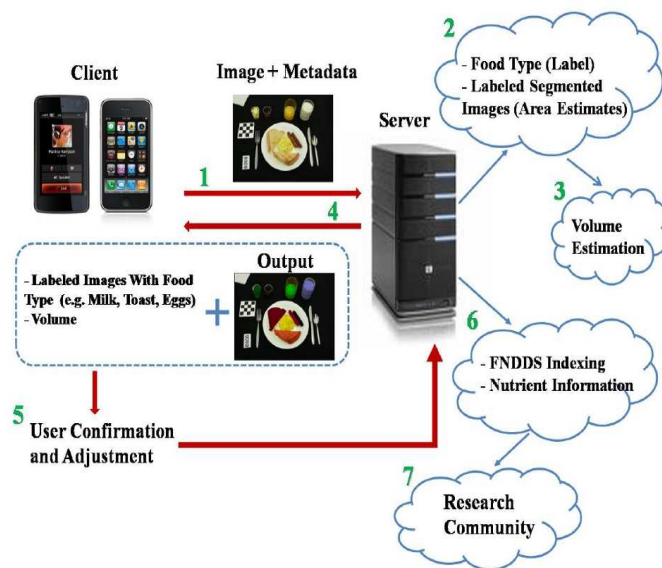 Client
Image + Metadata
Server
1
4
2
- Food Type (Label)
- Labeled Segmented
Images (Area Estimates)
3
Volume
Estimation
- Labeled Images With Food
Type (e.g. Milk, Toast, Eggs)
- Volume
+
Output
5
User Confirmation
and Adjustment
6
- FNDDS Indexing
- Nutrient Information
7
Research
Community